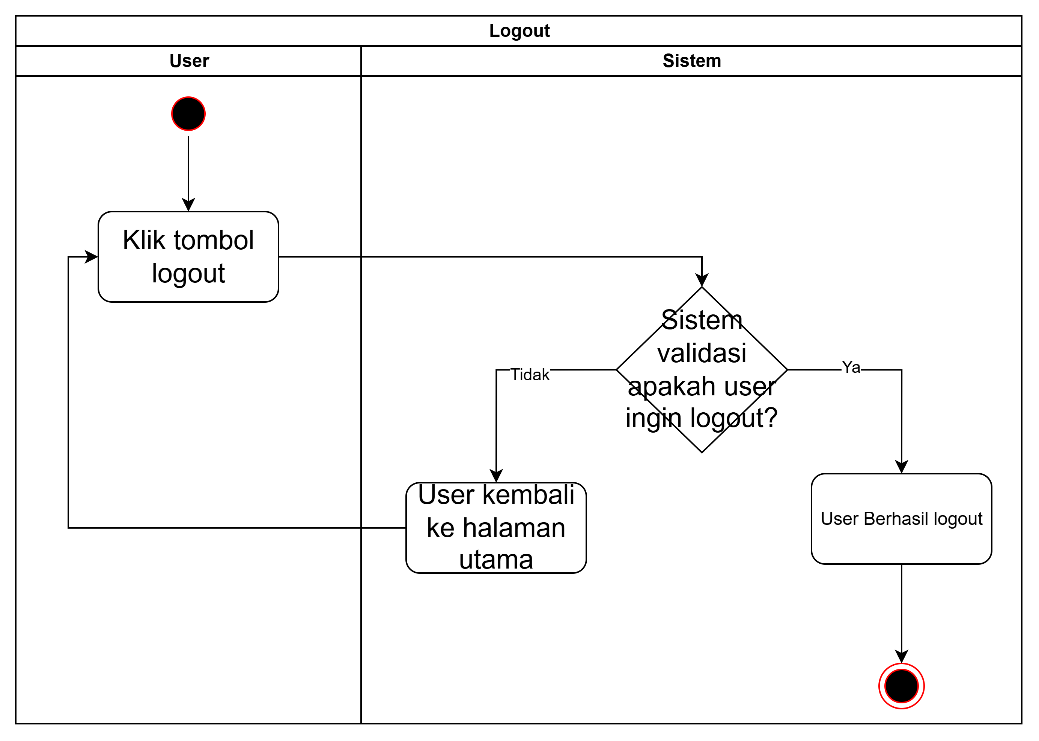 Logout
User
Sistem
Klik tombol
logout
Sistem
validasi
apakah user
ingin logout?
Tidak
Ya
User kembali
ke halaman
utama
User Berhasil logout